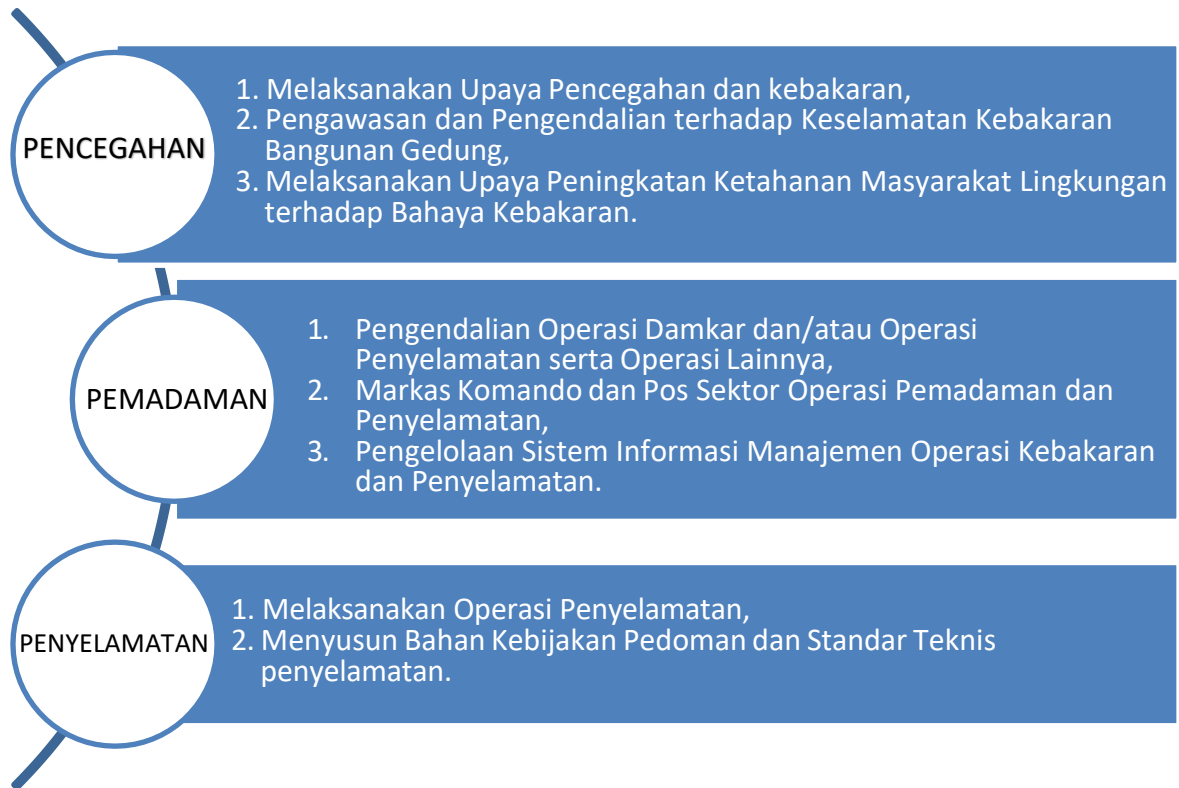 PENCEGAHAN
1. Melaksanakan Upaya Pencegahan dan kebakaran,
2. Pengawasan dan Pengendalian terhadap Keselamatan Kebakaran
Bangunan Gedung,
3. Melaksanakan Upaya Peningkatan Ketahanan Masyarakat Lingkungan
terhadap Bahaya Kebakaran.
PEMADAMAN
1. Pengendalian Operasi Damkar dan/atau Operasi
Penyelamatan serta Operasi Lainnya,
2. Markas Komando dan Pos Sektor Operasi Pemadaman dan
Penyelamatan,
3. Pengelolaan Sistem Informasi Manajemen Operasi Kebakaran
dan Penyelamatan.
PENYELAMATAN
1. Melaksanakan Operasi Penyelamatan,
2. Menyusun Bahan Kebijakan Pedoman dan Standar Teknis
penyelamatan.